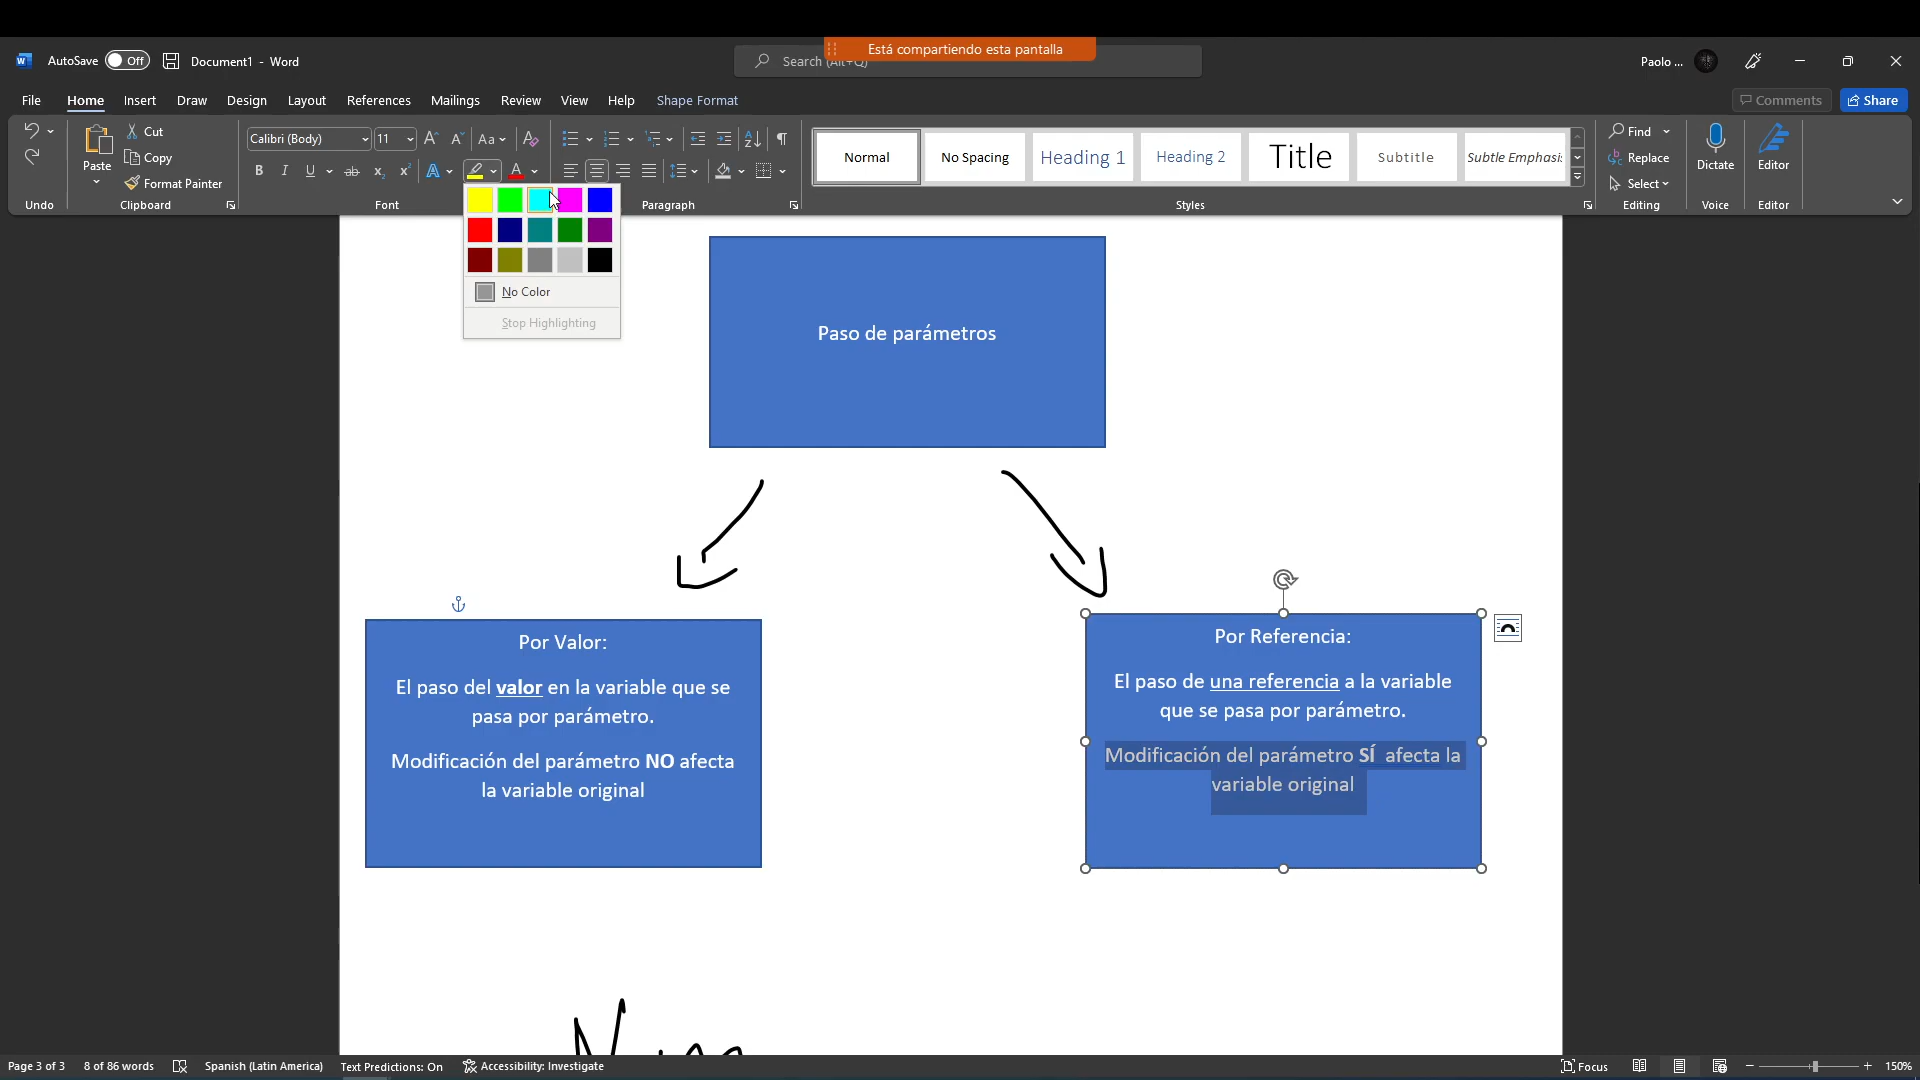 Está compartiendo esta pantalla
AutoSave Off Document1 - Word
Search (Alt+Q)
Paolo ...
File Home Insert Draw Design Layout References Mailings Review View Help Shape Format
Comments Share
Paste
Cut
Copy
Format Painter
Calibri (Body) 11
Normal
No Spacing
Heading 1
Heading 2
Title
Subtitle
Subtle Emphasi
Find
Replace
Select
Dictate
Editor
Undo Clipboard Font Paragraph Styles Editing Voice Editor
No Color
Stop Highlighting
Paso de parámetros
Por Valor:
El paso del valor en la variable que se
pasa por parámetro.
Modificación del parámetro NO afecta
la variable original
Por Referencia:
El paso de una referencia a la variable
que se pasa por parámetro.
Modificación del parámetro SÍ afecta la
variable original
Page 3 of 3 8 of 86 words Spanish (Latin America) Text Predictions: On Accessibility: Investigate Focus 150%